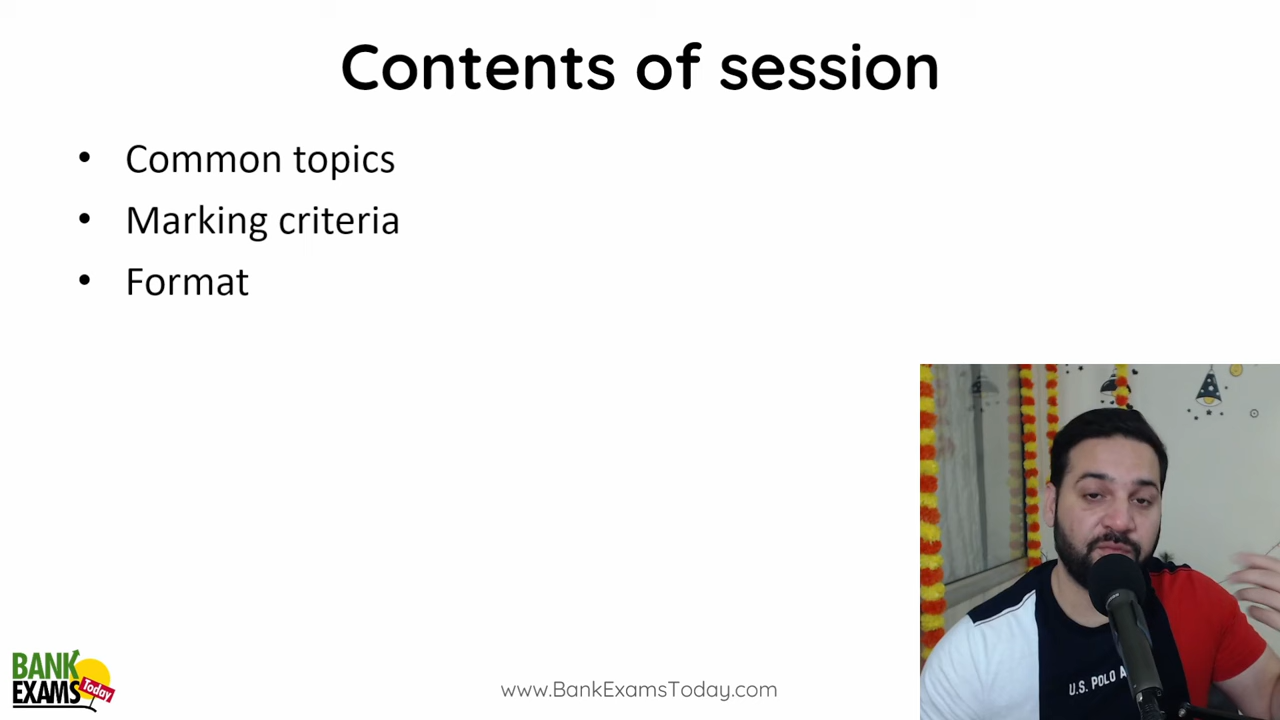 Contents of session
• Common topics
• Marking criteria
• Format
U.S. POLO A
BANK
EXAMS
Today
www.BankExamsToday.com